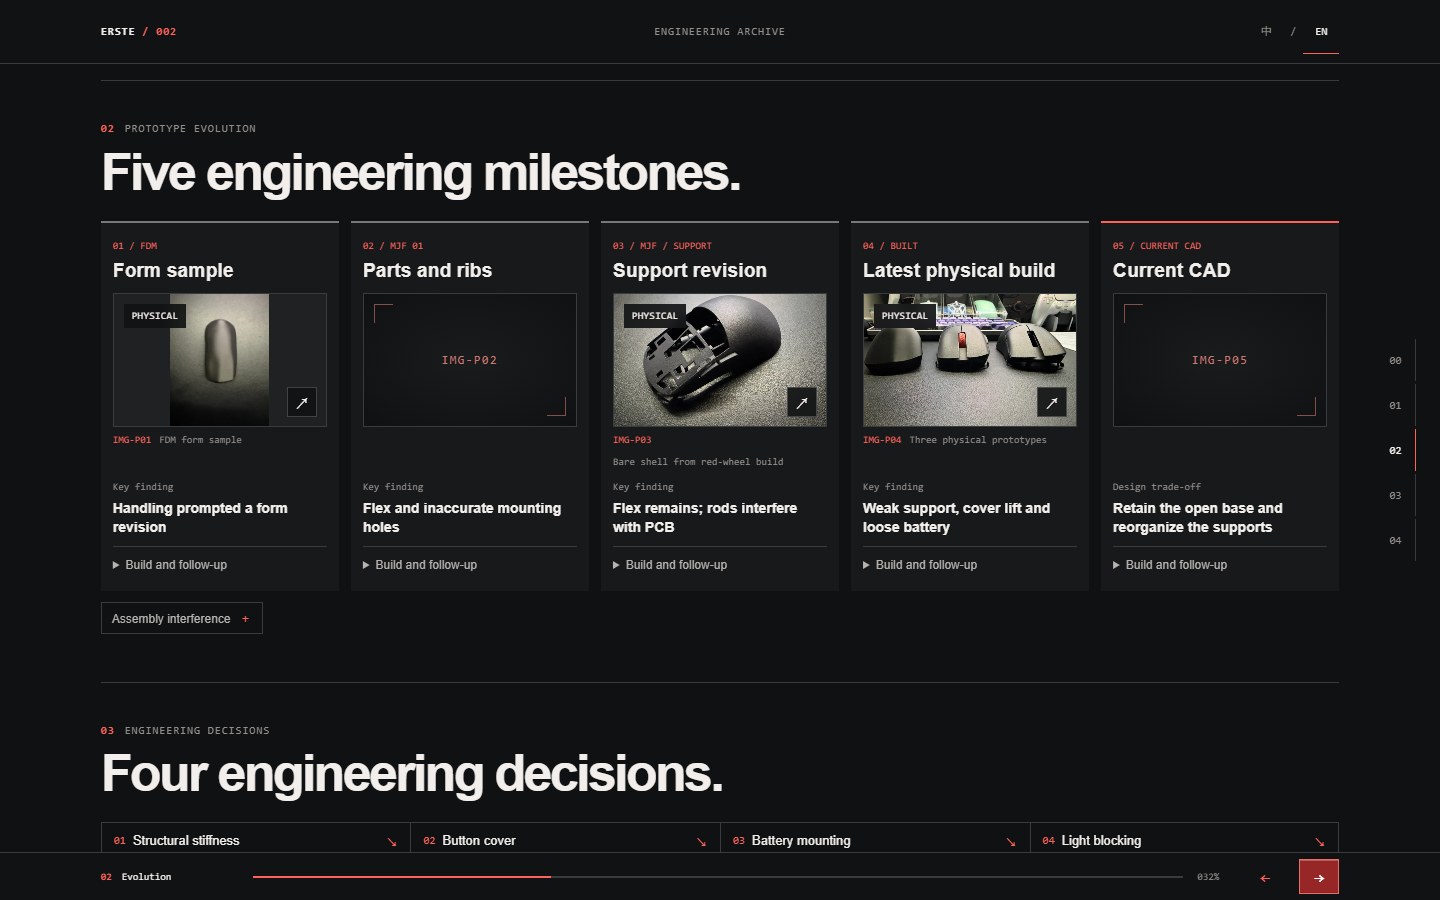 ERSTE / 002
ENGINEERING ARCHIVE
中 / EN
02 PROTOTYPE EVOLUTION
Five engineering milestones.
01 / FDM
Form sample
PHYSICAL
↗
IMG-P01 FDM form sample
Key finding
Handling prompted a form
revision
▶ Build and follow-up
02 / MJF 01
Parts and ribs
IMG-P02
Key finding
Flex and inaccurate mounting
holes
▶ Build and follow-up
03 / MJF / SUPPORT
Support revision
PHYSICAL
↗
IMG-P03
Bare shell from red-wheel build
Key finding
Flex remains; rods interfere
with PCB
▶ Build and follow-up
04 / BUILT
Latest physical build
PHYSICAL
↗
IMG-P04 Three physical prototypes
Key finding
Weak support, cover lift and
loose battery
▶ Build and follow-up
05 / CURRENT CAD
Current CAD
IMG-P05
Design trade-off
Retain the open base and
reorganize the supports
▶ Build and follow-up
Assembly interference +
00
01
02
03
04
03 ENGINEERING DECISIONS
Four engineering decisions.
01 Structural stiffness ↘
02 Button cover ↘
03 Battery mounting ↘
04 Light blocking ↘
02 Evolution
032% ← →